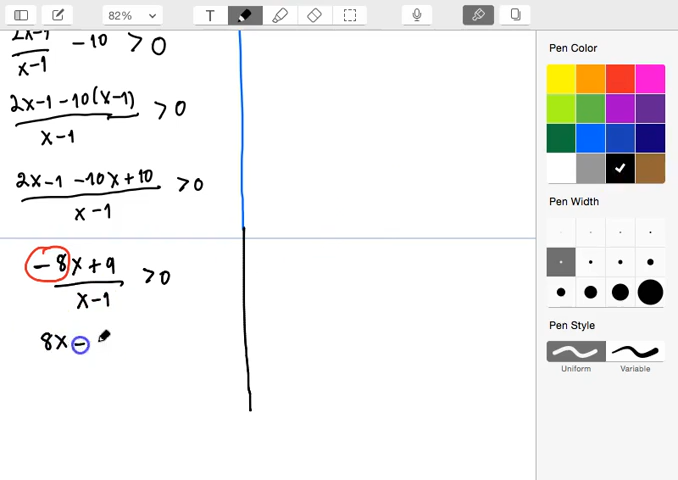 82%
T
2x-1
x-1
-10 > 0
2x-1-10(x-1)
x-1
> 0
2x-1 -10x+10
x-1
> 0
-8x+9
x-1
> 0
8x -
Pen Color
Pen Width
Pen Style
Uniform Variable